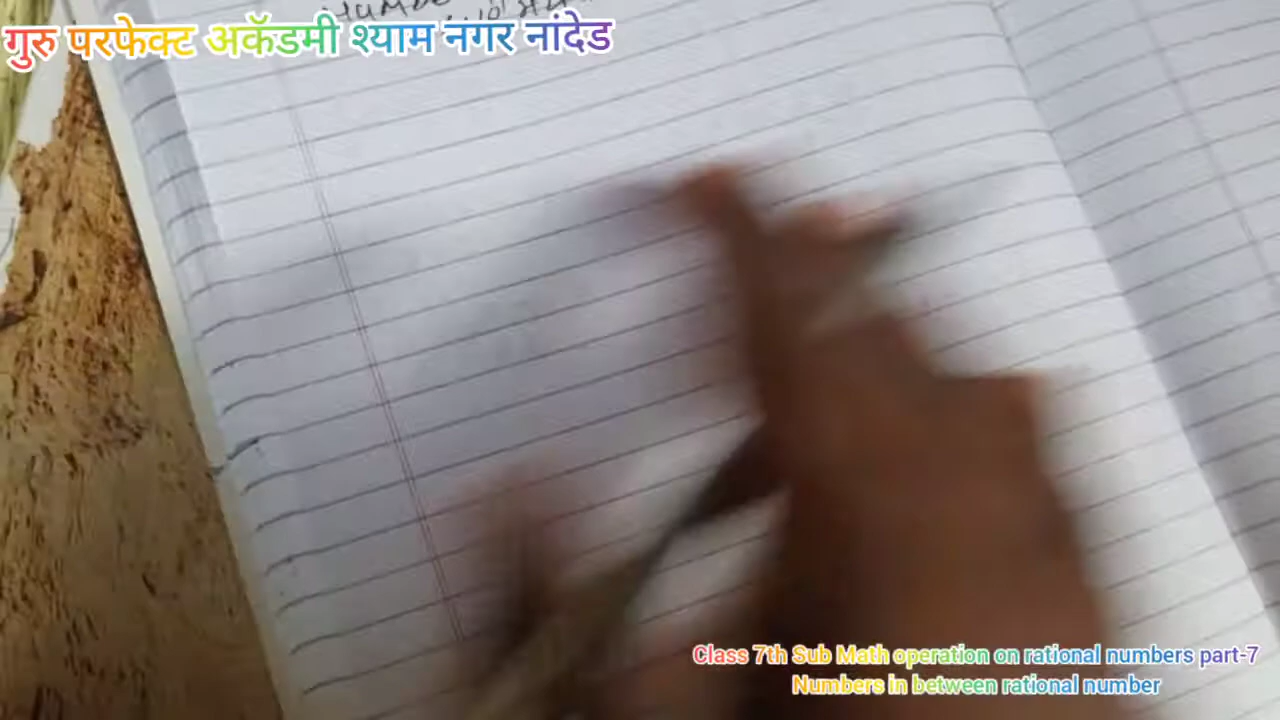 गुरु परफेक्ट अकॅडमी श्याम नगर नांदेड
Class 7th Sub Math operation on rational numbers part-7
Numbers in between rational number